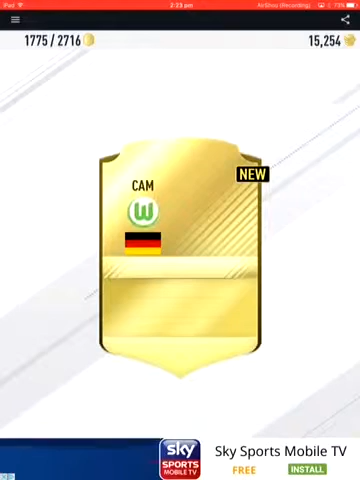 iPad
2:23 pm
AirShou (Recording)
73%
1775 / 2716
15,254
NEW
CAM
W
sky
SPORTS
MOBILE TV
Sky Sports Mobile TV
FREE
INSTALL